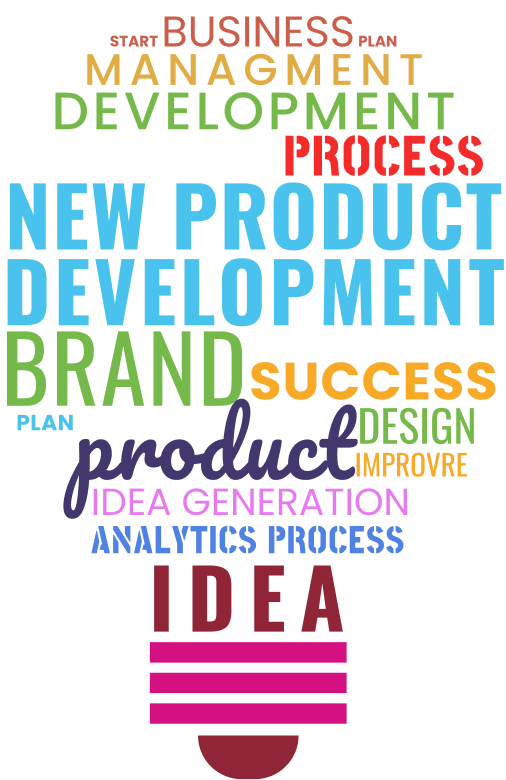 START BUSINESS PLAN
MANAGMENT
DEVELOPMENT
PROCESS
NEW PRODUCT
DEVELOPMENT
BRAND SUCCESS
PLAN product DESIGN
IMPROVRE
IDEA GENERATION
ANALYTICS PROCESS
IDEA